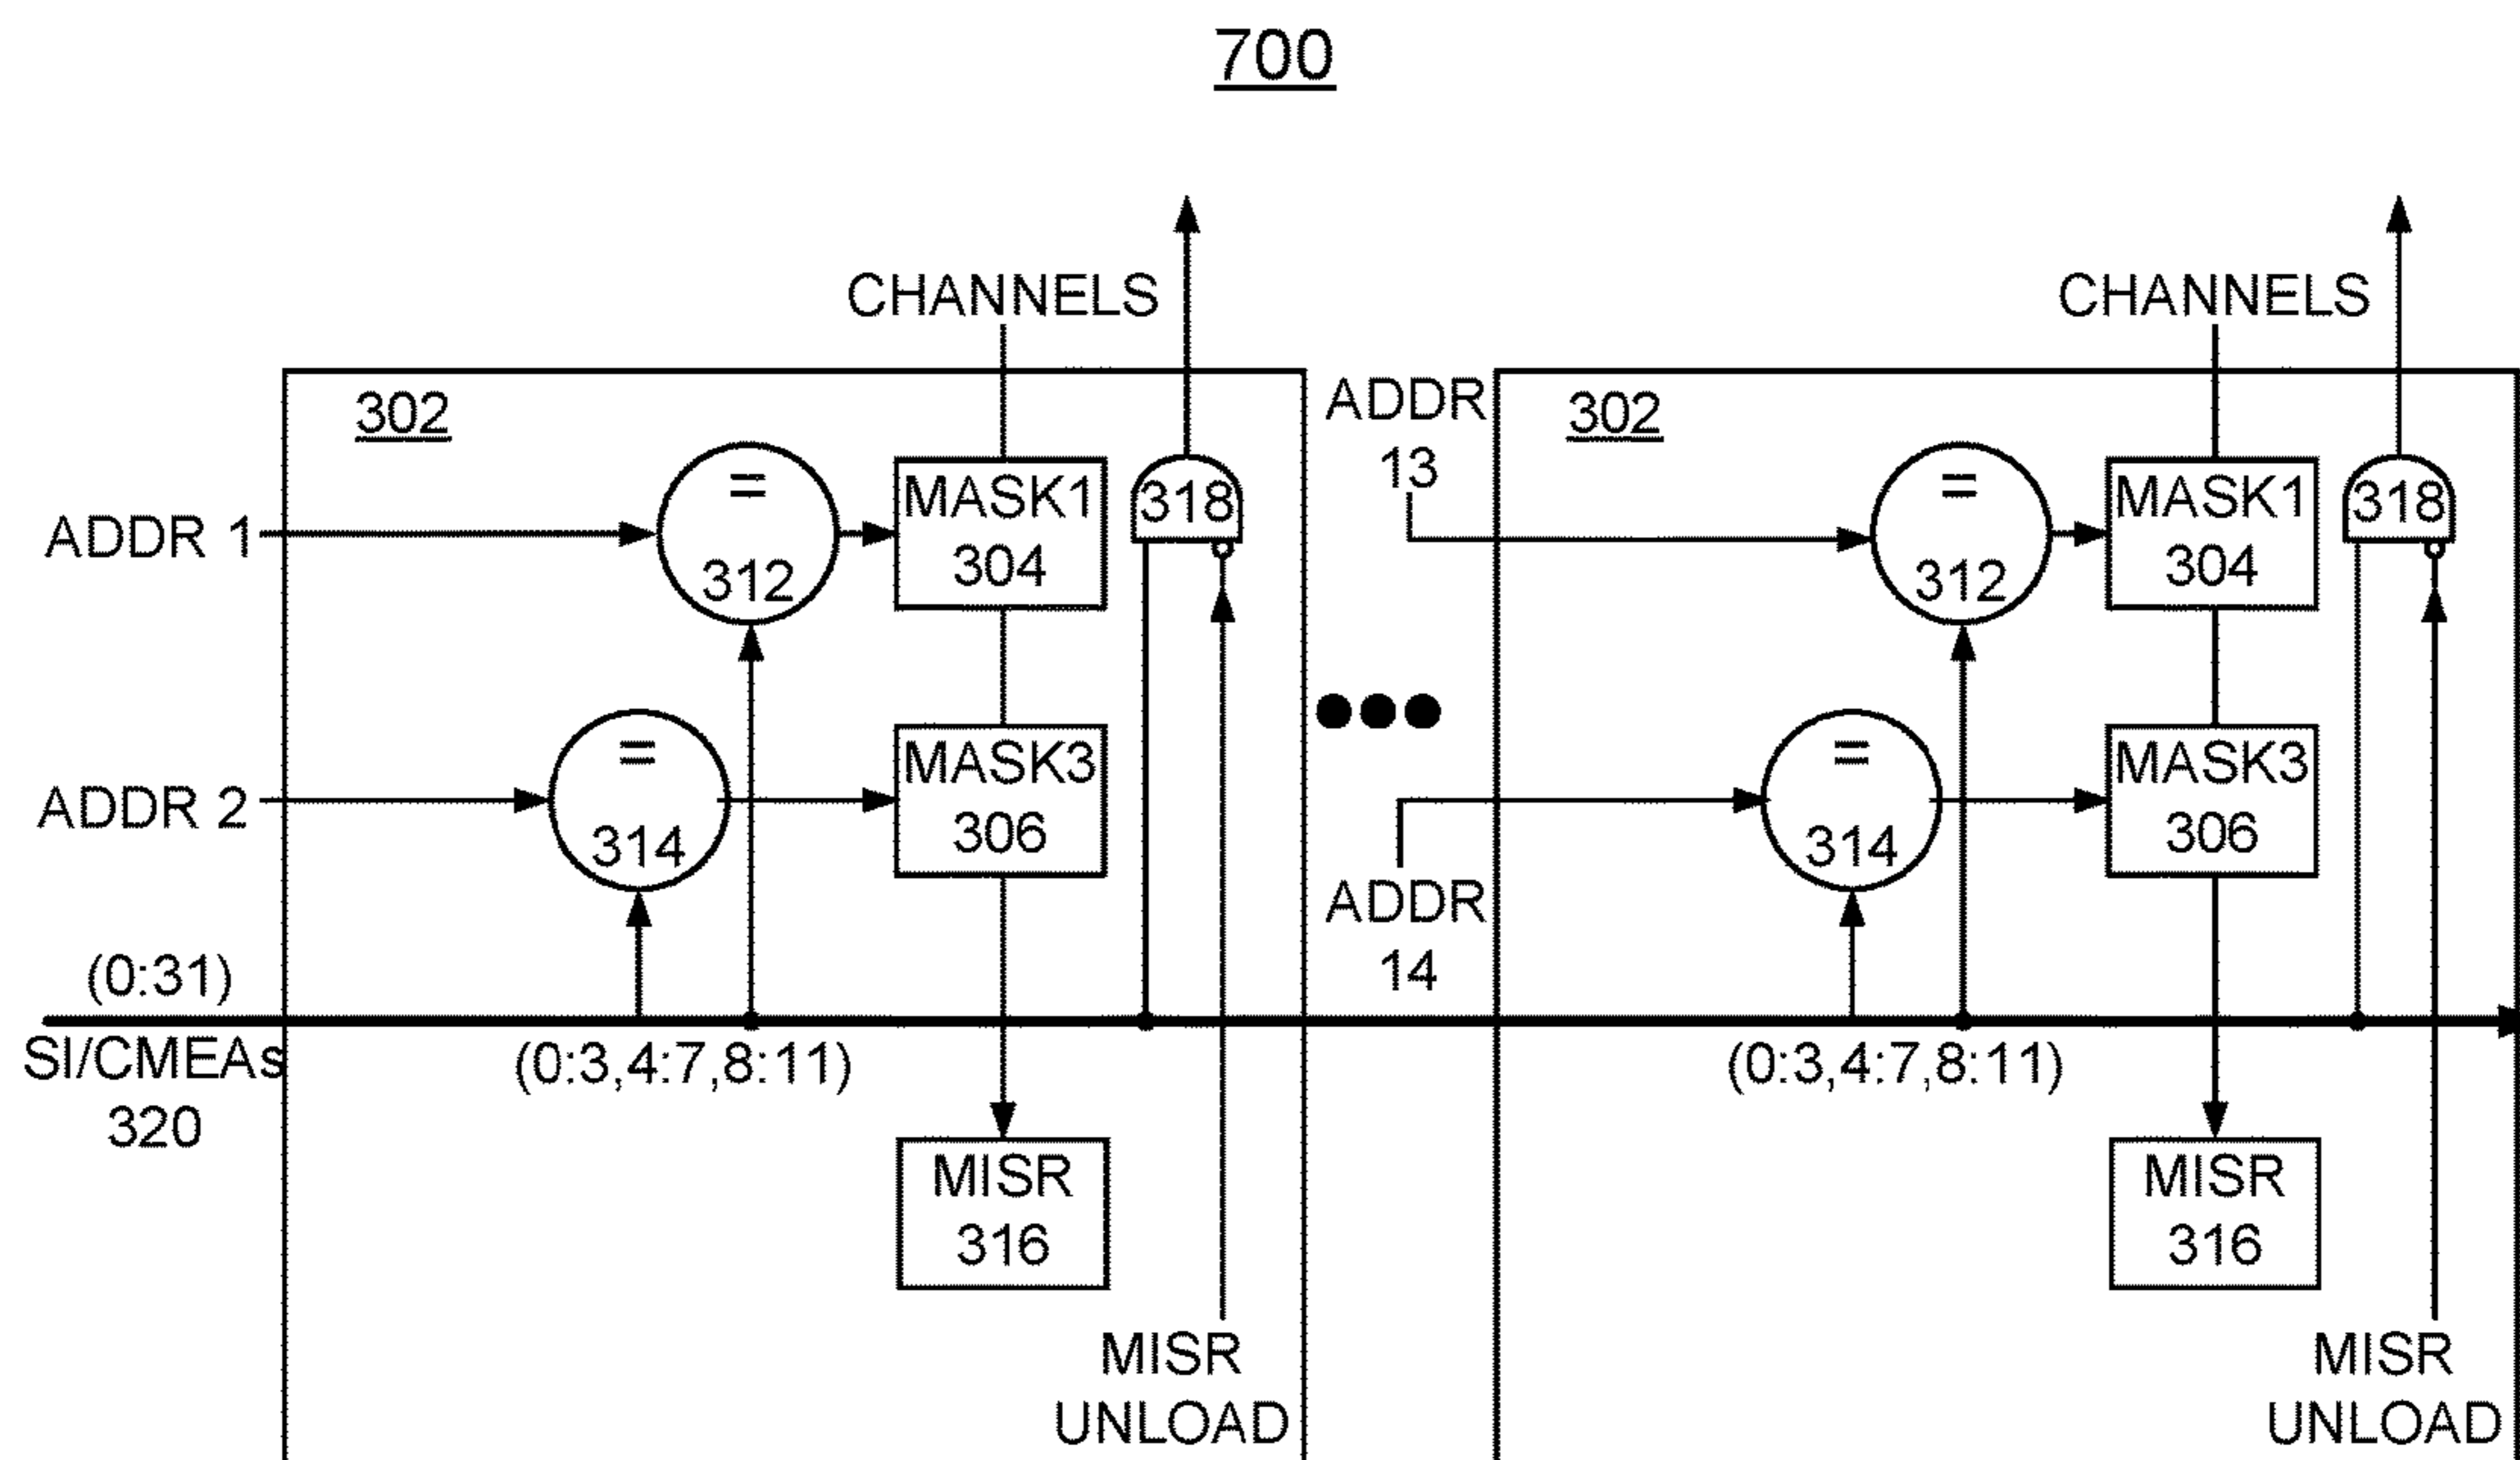 700
CHANNELS
CHANNELS
302
ADDR
13
302
=
312
MASK1
304
318
=
312
MASK1
304
318
ADDR 1
=
314
MASK3
306
=
314
MASK3
306
ADDR 2
ADDR
14
(0:31)
SI/CMEAs
320
(0:3,4:7,8:11)
(0:3,4:7,8:11)
MISR
316
MISR
316
MISR
UNLOAD
MISR
UNLOAD